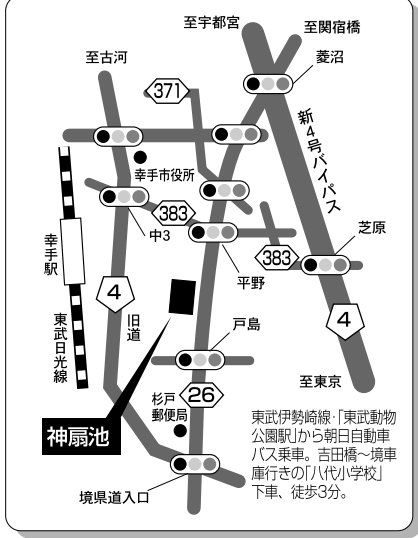 至宇都宮
至関宿橋
至古河
菱沼
371
新4号バイパス
幸手市役所
383
中3
芝原
幸手駅
383
平野
4
旧道
4
東武日光線
戸島
至東京
杉戸
郵便局
26
神扇池
境県道入口
東武伊勢崎線・「東武動物
公園駅」から朝日自動車
バス乗車。吉田橋〜境車
庫行きの「八代小学校」
下車、徒歩3分。